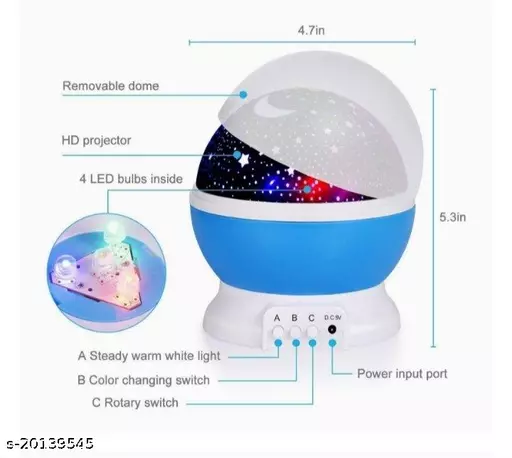 4.7in
Removable dome
HD projector
4 LED bulbs inside
5.3in
A B C D.C 5V
A Steady warm white light
B Color changing switch
C Rotary switch
Power input port
s-20139545